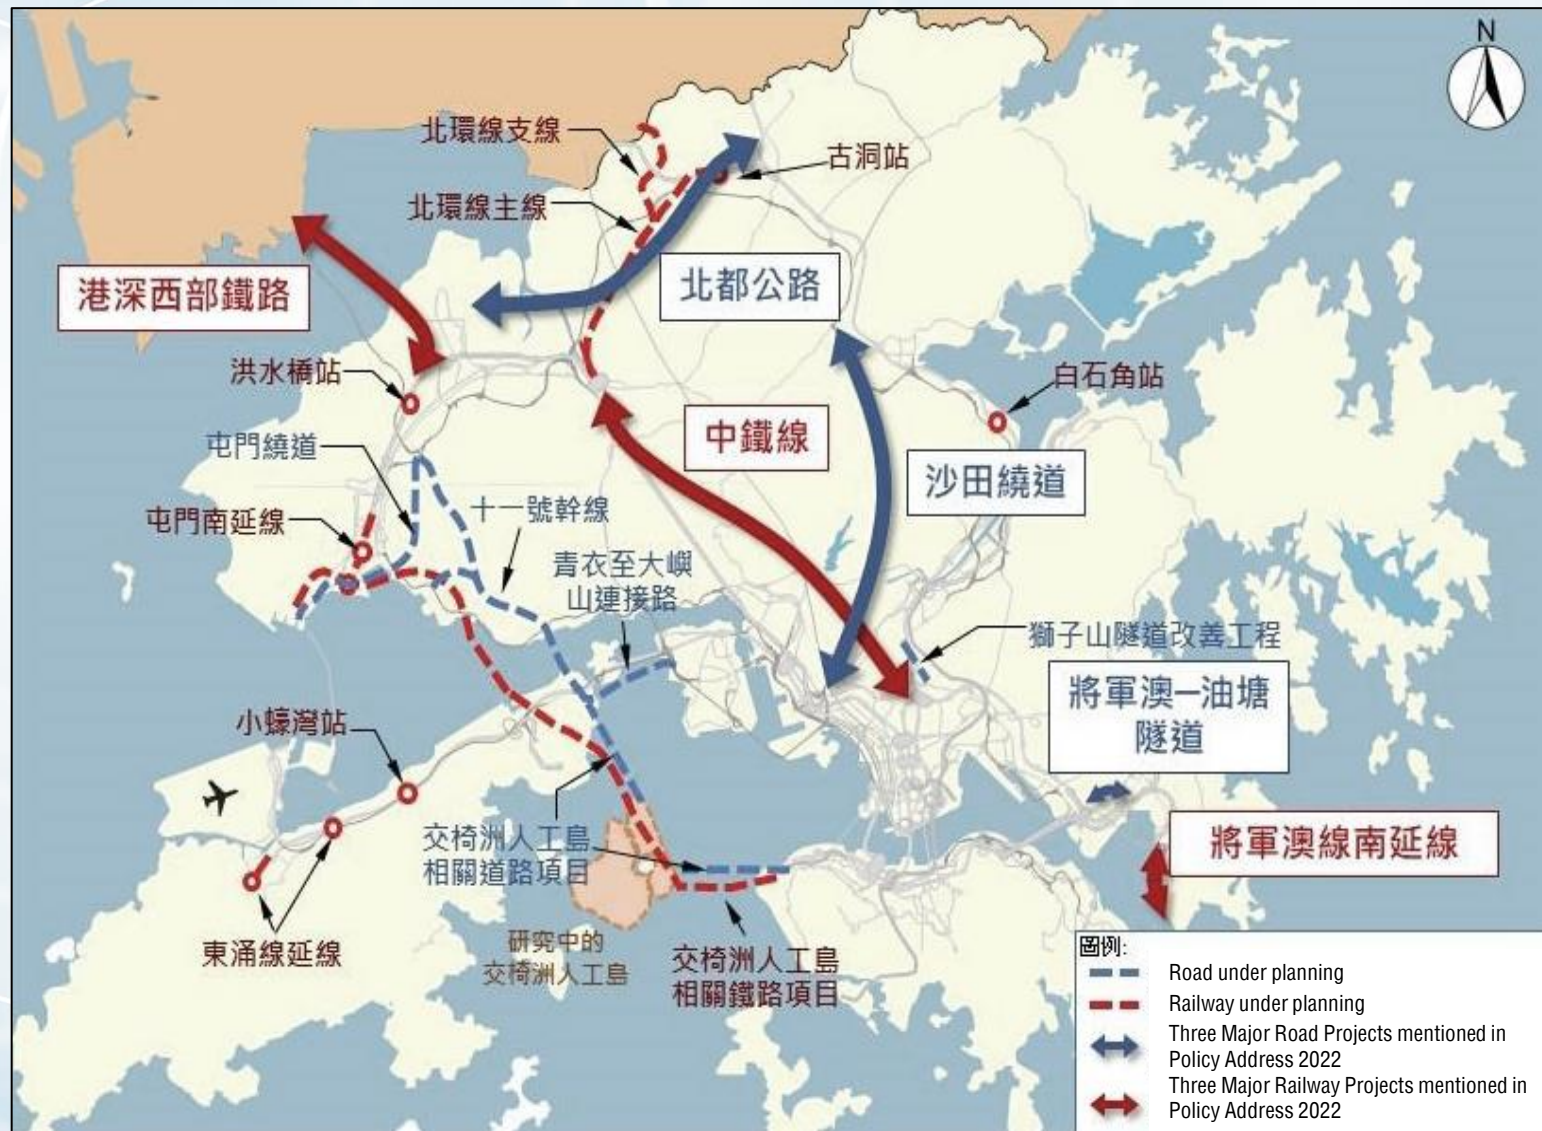 N
北環線支線
古洞站
北環線主線
港深西部鐵路
北都公路
洪水橋站
白石角站
中鐵線
屯門繞道
沙田繞道
十一號幹線
屯門南延線
青衣至大嶼
山連接路
獅子山隧道改善工程
將軍澳—油塘
隧道
小蠔灣站
交椅洲人工島
相關道路項目
將軍澳線南延線
東涌線延線
研究中的
交椅洲人工島
交椅洲人工島
相關鐵路項目
圖例:
Road under planning
Railway under planning
Three Major Road Projects mentioned in
Policy Address 2022
Three Major Railway Projects mentioned in
Policy Address 2022